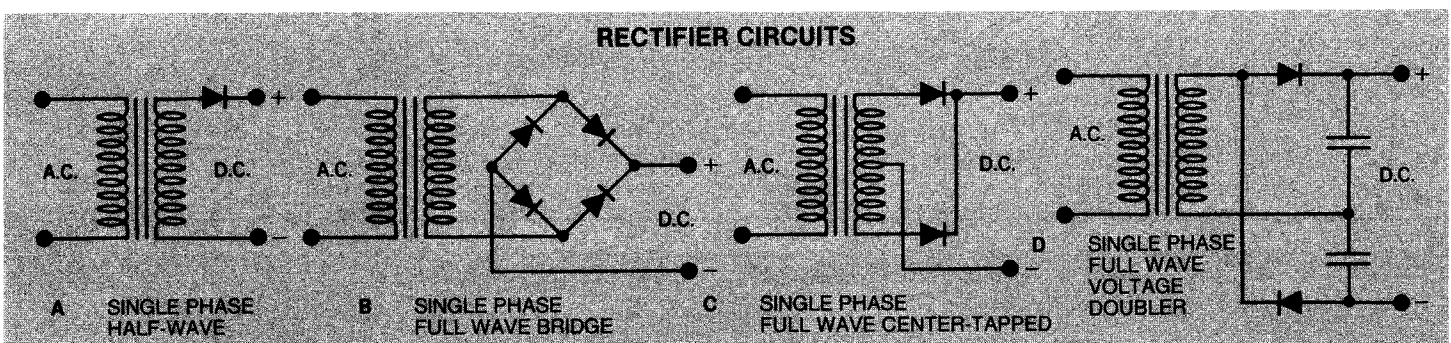 RECTIFIER CIRCUITS
A.C.
D.C.
+
−
A SINGLE PHASE
HALF-WAVE
A.C.
+
D.C.
−
B SINGLE PHASE
FULL WAVE BRIDGE
A.C.
+
D.C.
−
C SINGLE PHASE
FULL WAVE CENTER-TAPPED
A.C.
+
D.C.
−
D SINGLE PHASE
FULL WAVE
VOLTAGE
DOUBLER